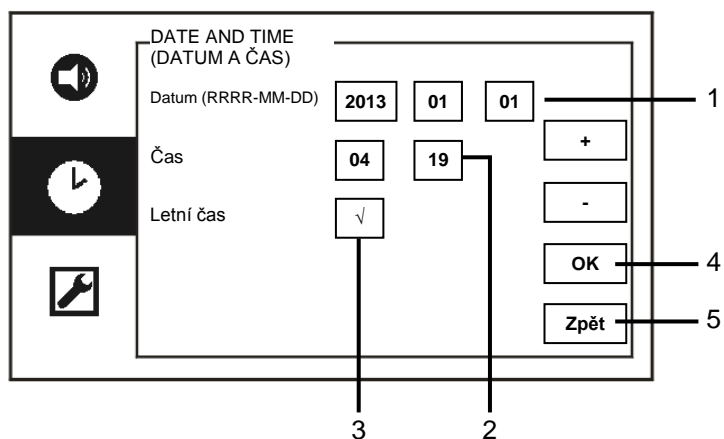 DATE AND TIME
(DATUM A ČAS)
Datum (RRRR-MM-DD) 2013 01 01 1
+
Čas 04 19 2
-
Letní čas √
OK 4
Zpět 5
3 2